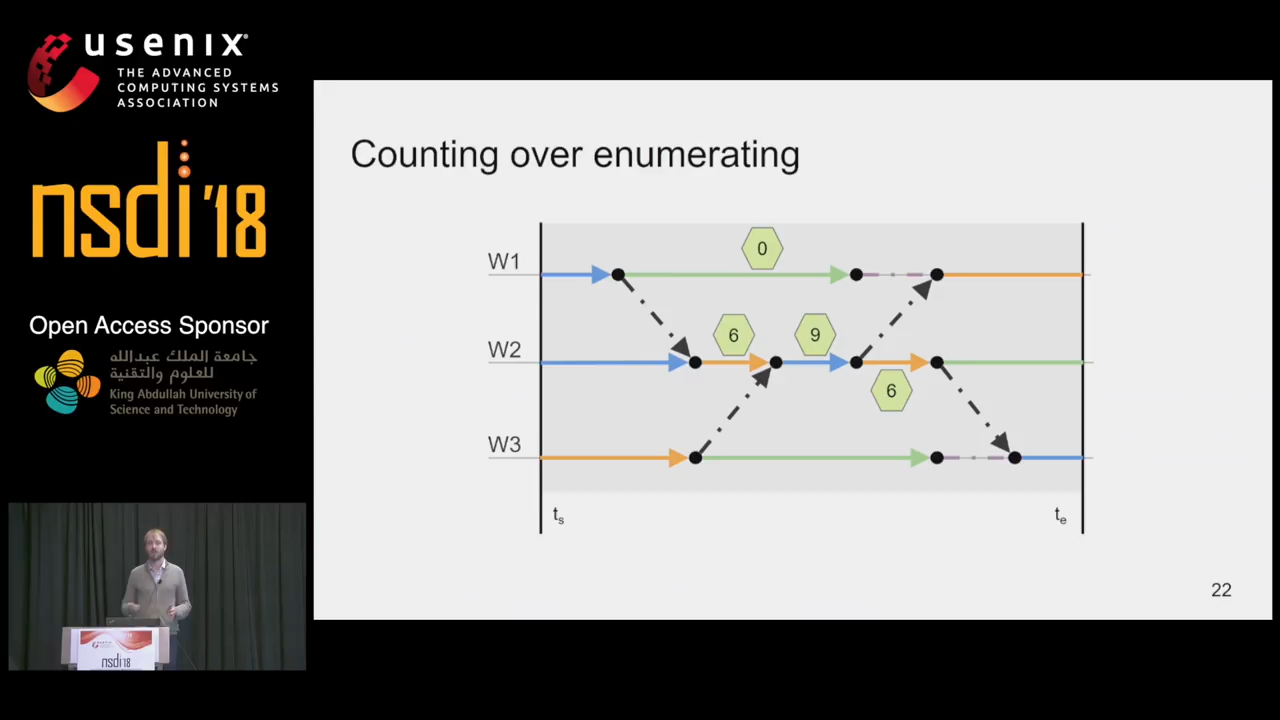 usenix
THE ADVANCED
COMPUTING SYSTEMS
ASSOCIATION
nsdi '18
Open Access Sponsor
جامعة الملك عبدالله
للعلوم والتقنية
King Abdullah University of
Science and Technology
Counting over enumerating
0
W1
6
9
W2
6
W3
ts
te
22
usenix
nsdi'18